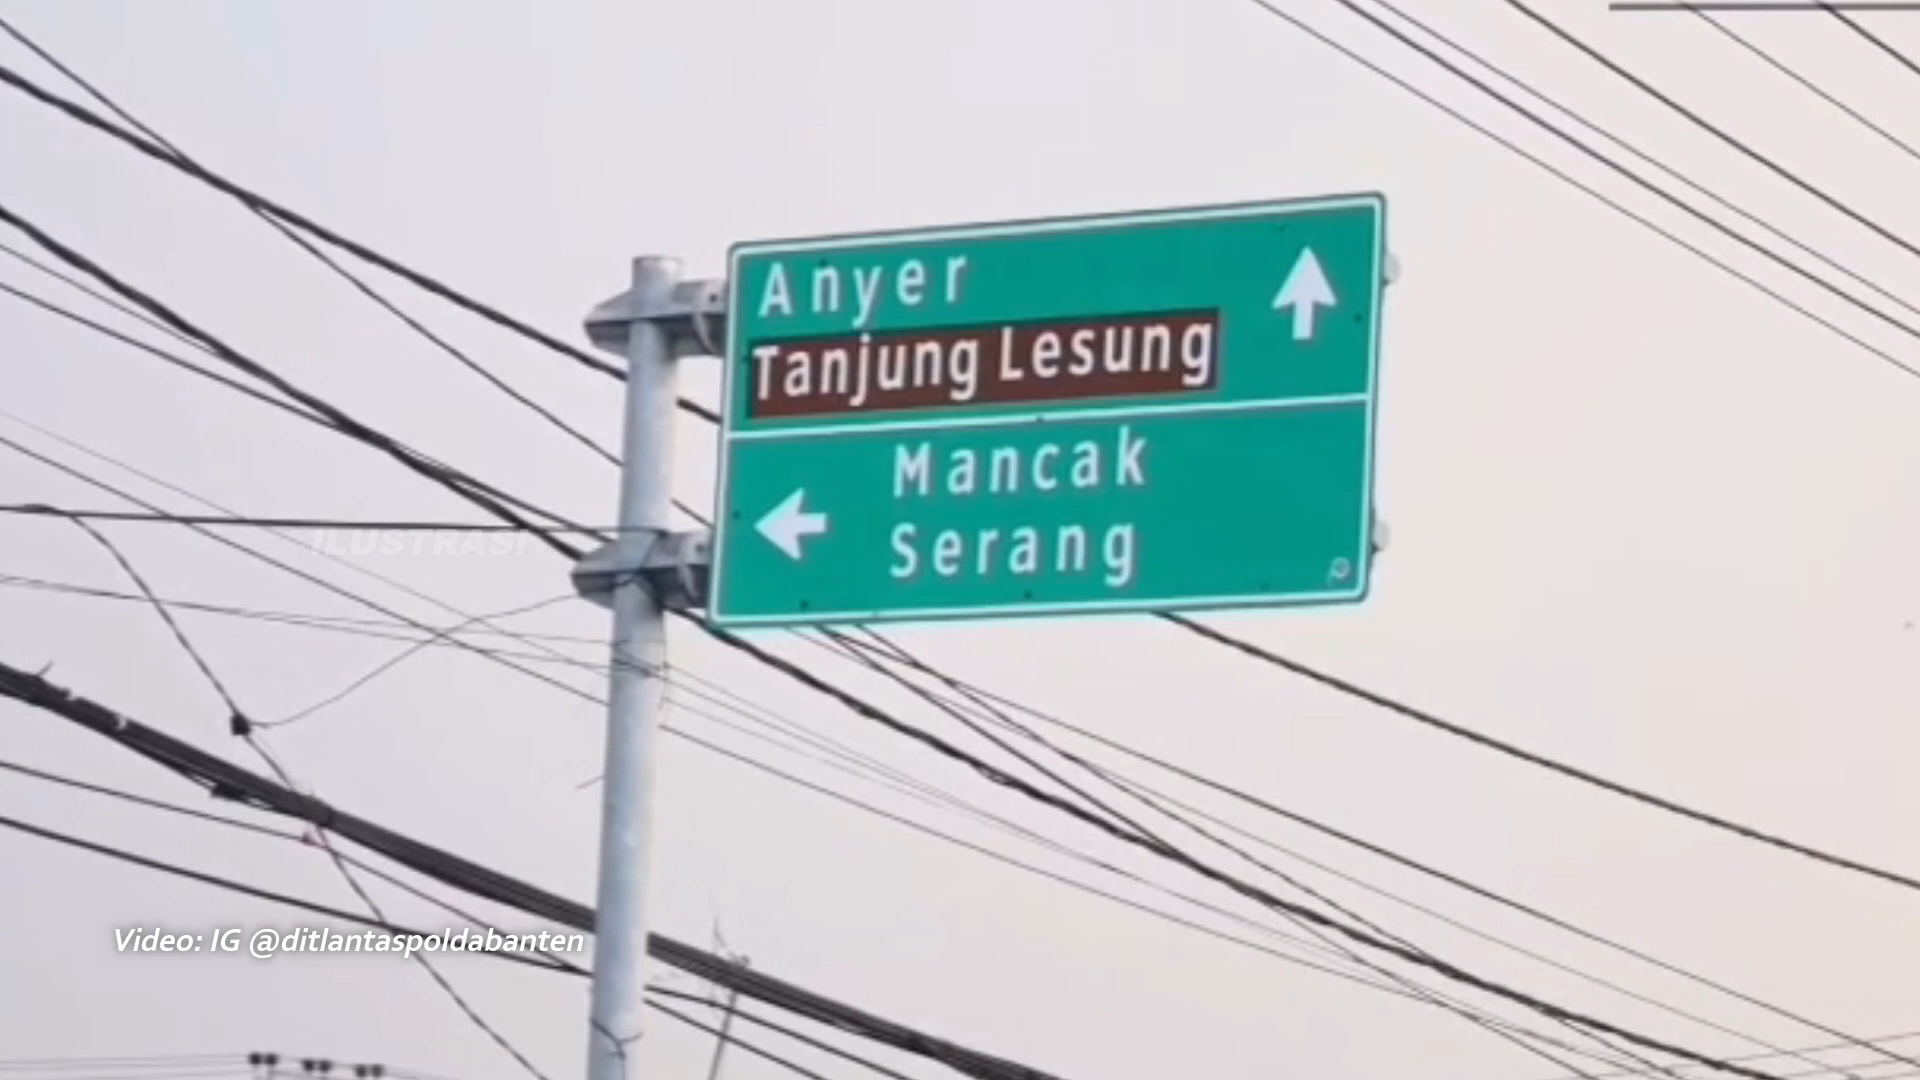 Anyer
Tanjung Lesung
Mancak
Serang
ILUSTRASI
Video: IG @ditlantaspoldabanten